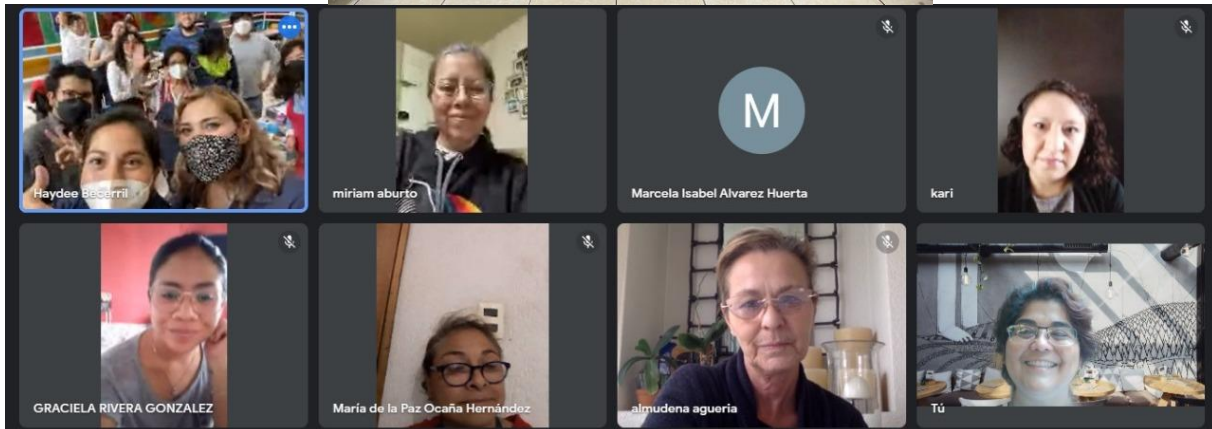 Haydee Becerril
miriam aburto
M
Marcela Isabel Alvarez Huerta
kari
GRACIELA RIVERA GONZALEZ
María de la Paz Ocaña Hernández
almudena agueria
Tú